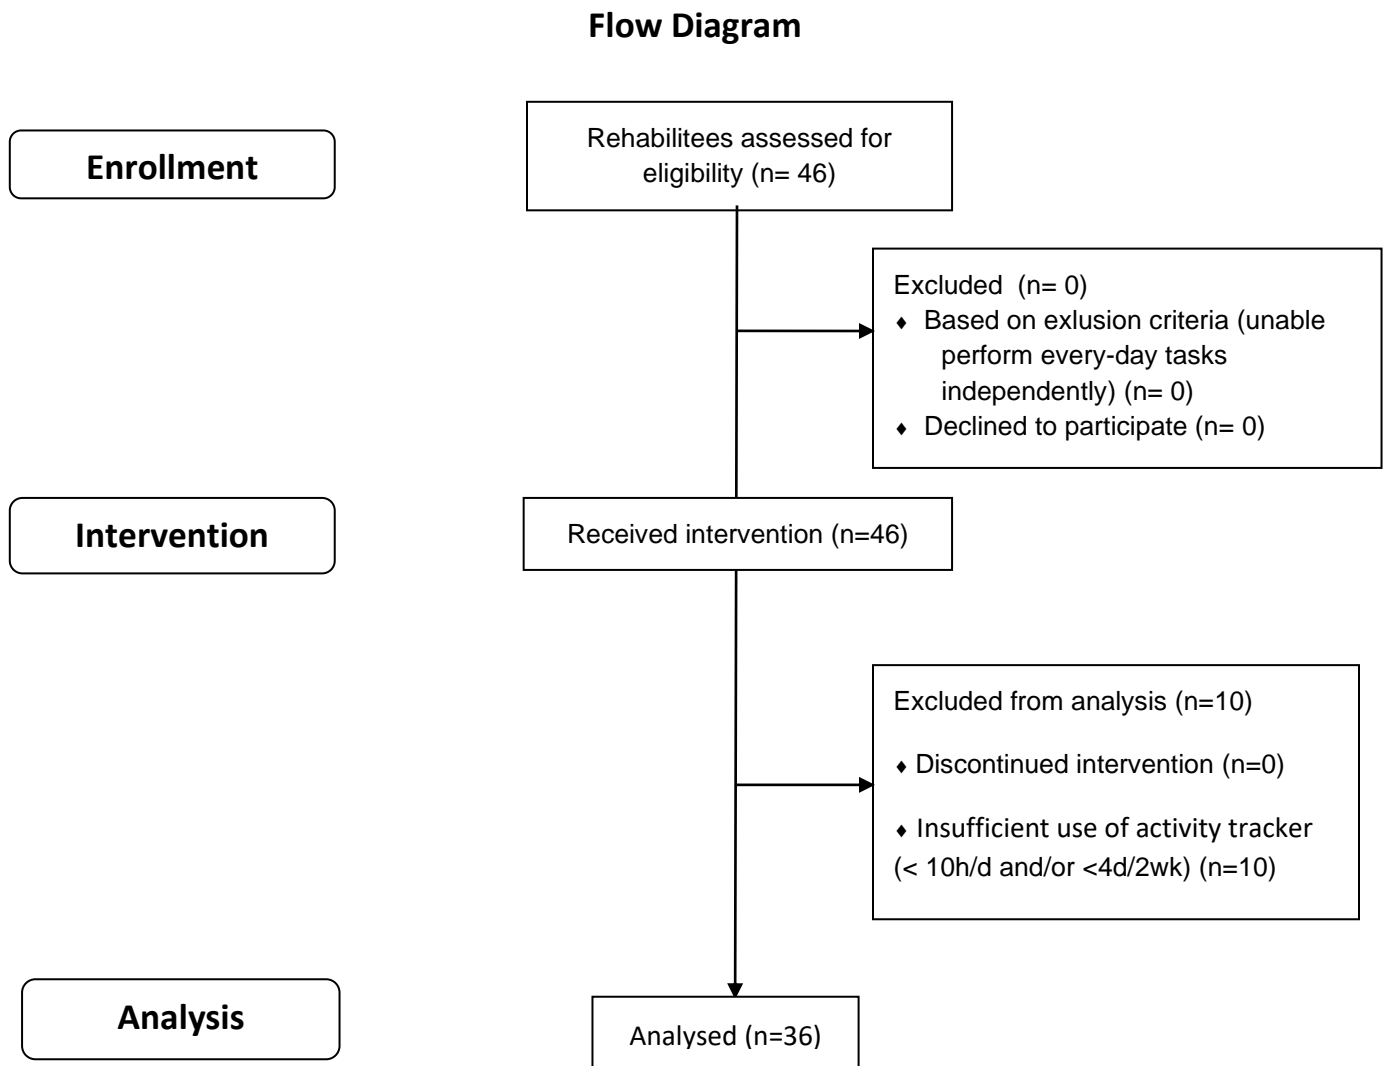 Flow Diagram
Enrollment
Rehabilitees assessed for
eligibility (n= 46)
Excluded  (n= 0)
♦ Based on exlusion criteria (unable
perform every-day tasks
independently) (n= 0)
♦ Declined to participate (n= 0)
Intervention
Received intervention (n=46)
Excluded from analysis (n=10)
♦ Discontinued intervention (n=0)
♦ Insufficient use of activity tracker
(< 10h/d and/or <4d/2wk) (n=10)
Analysis
Analysed (n=36)